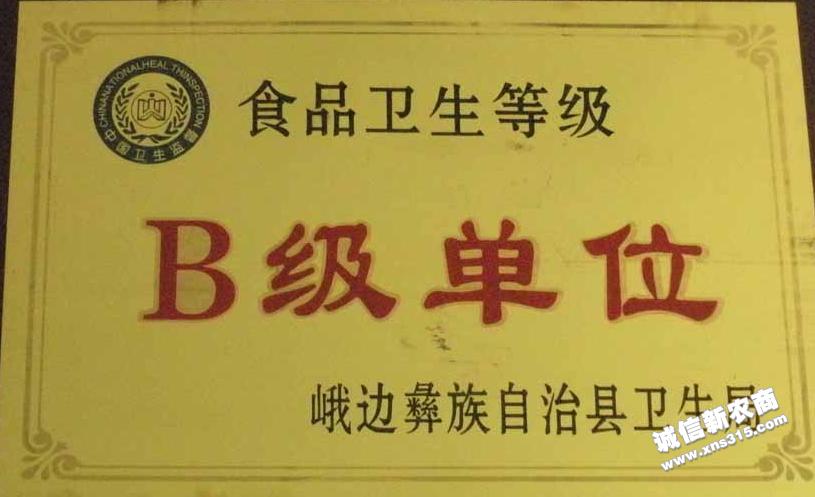 CHINANATIONALHEALTHINSPECTION
中国卫生监督
食品卫生等级
B级单位
峨边彝族自治县卫生局
诚信新农商
www.xns315.com